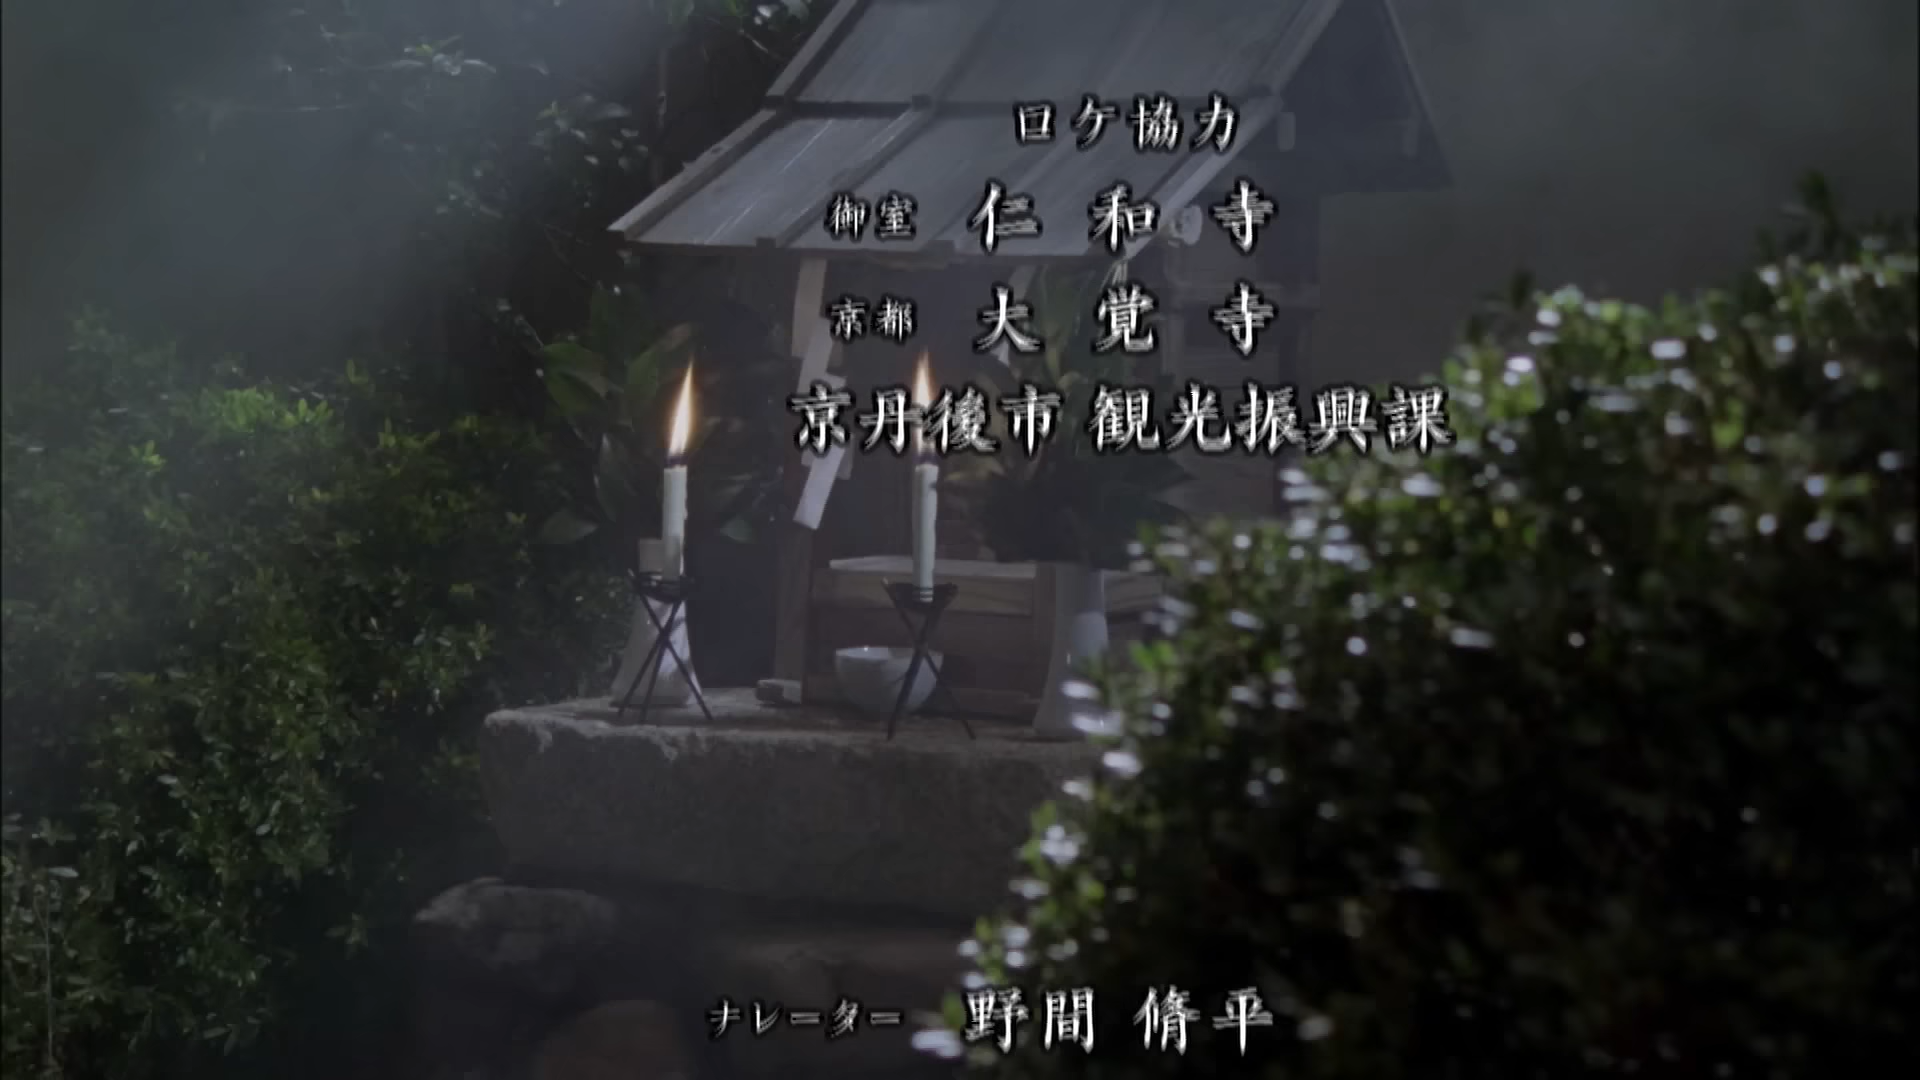 ロケ協力
御室 仁和寺
京都 大覚寺
京丹後市 観光振興課
ナレーター 野間 脩平